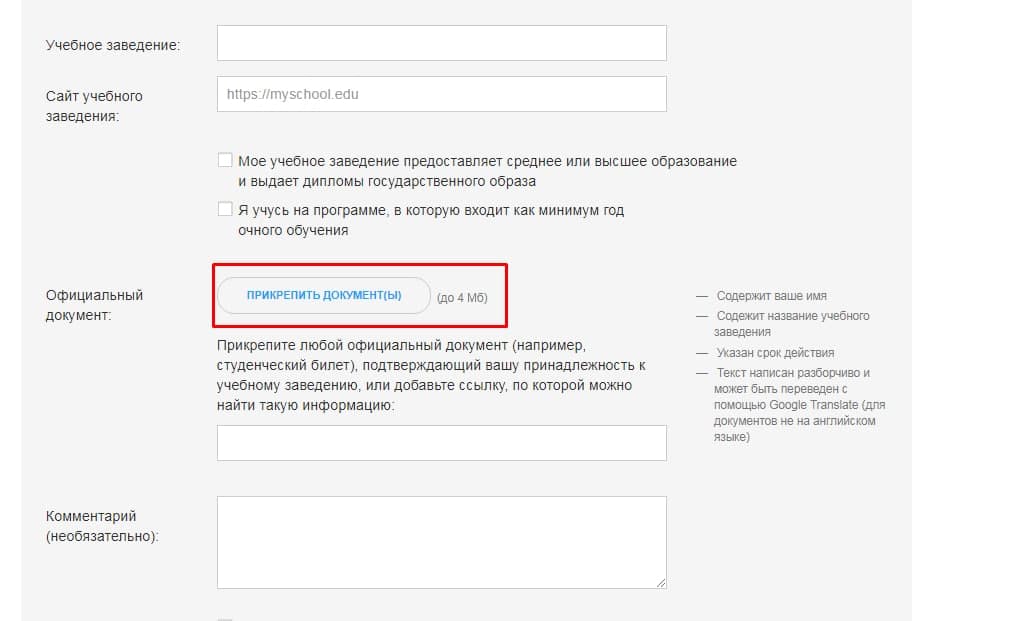 Учебное заведение:
Сайт учебного
заведения:
https://myschool.edu
Мое учебное заведение предоставляет среднее или высшее образование
и выдает дипломы государственного образа
Я учусь на программе, в которую входит как минимум год
очного обучения
Официальный
документ:
ПРИКРЕПИТЬ ДОКУМЕНТ(Ы)
(до 4 Мб)
Прикрепите любой официальный документ (например,
студенческий билет), подтверждающий вашу принадлежность к
учебному заведению, или добавьте ссылку, по которой можно
найти такую информацию:
— Содержит ваше имя
— Содежит название учебного
заведения
— Указан срок действия
— Текст написан разборчиво и
может быть переведен с
помощью Google Translate (для
документов не на английском
языке)
Комментарий
(необязательно):